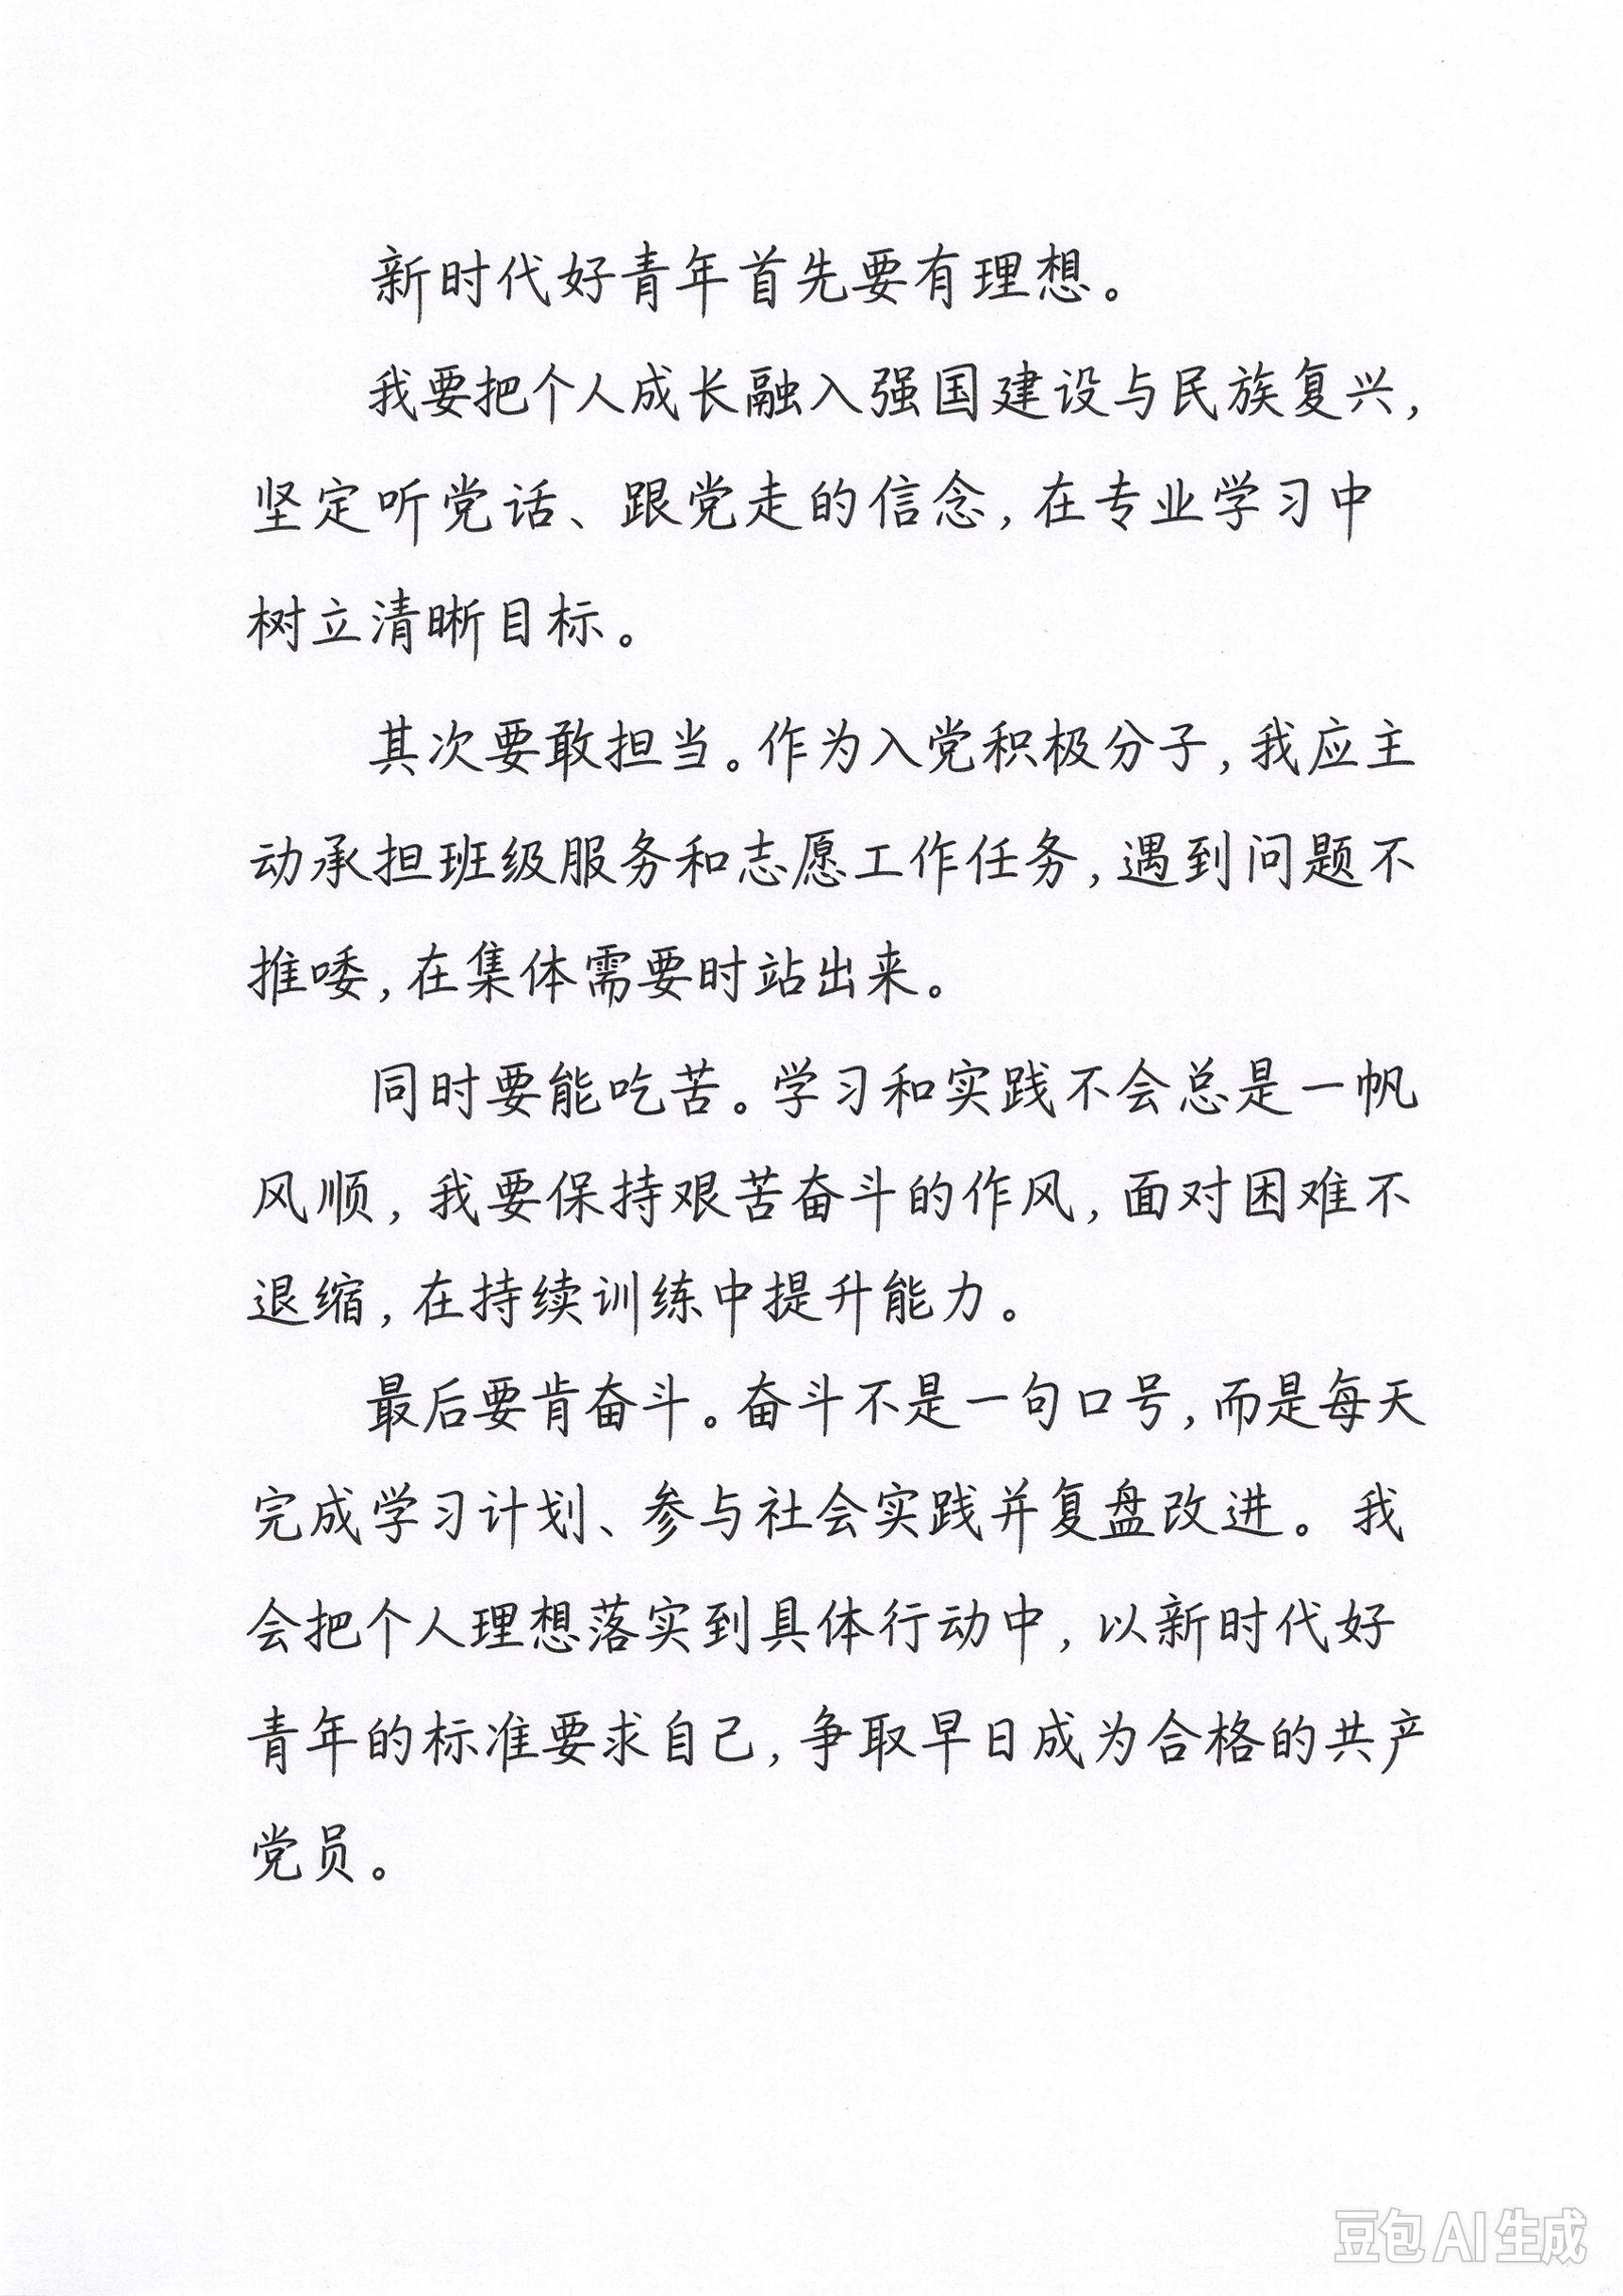 新时代好青年首先要有理想。
我要把个人成长融入强国建设与民族复兴，
坚定听党话、跟党走的信念，在专业学习中
树立清晰目标。
其次要敢担当。作为入党积极分子，我应主
动承担班级服务和志愿工作任务，遇到问题不
推唩，在集体需要时站出来。
同时要能吃苦。学习和实践不会总是一帆
风顺，我要保持艰苦奋斗的作风，面对困难不
退缩，在持续训练中提升能力。
最后要肯奋斗。奋斗不是一句口号，而是每天
完成学习计划、参与社会实践并复盘改进。我
会把个人理想落实到具体行动中，以新时代好
青年的标准要求自己，争取早日成为合格的共产
党员。
豆包AI生成